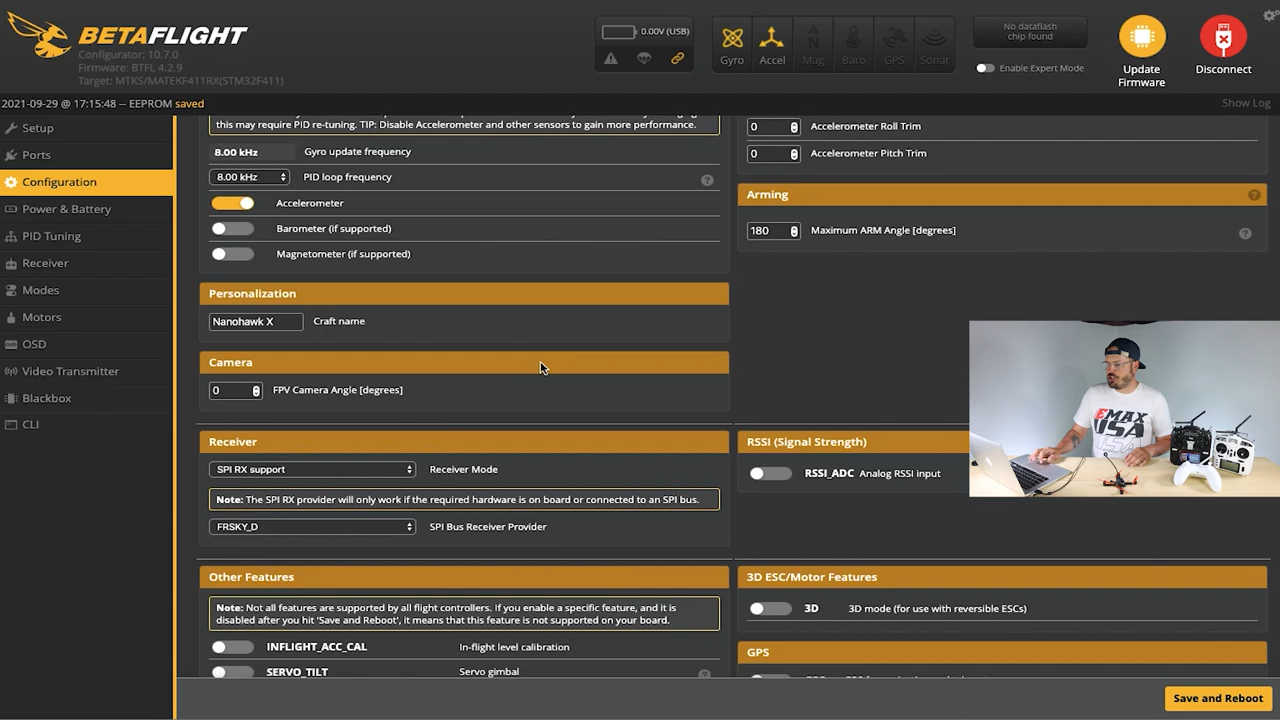 BETAFLIGHT
Configurator: 10.7.0
Firmware: BTFL 4.2.9
Target: MTKS/MATEKF411RX(STM32F411)
0.00V (USB)
Gyro
Accel
Mag
Baro
GPS
Sonar
No dataflash
chip found
Enable Expert Mode
Update
Firmware
Disconnect
2021-09-29 @ 17:15:48 -- EEPROM saved
Show Log
Setup
Ports
Configuration
Power & Battery
PID Tuning
Receiver
Modes
Motors
OSD
Video Transmitter
Blackbox
CLI
this may require PID re-tuning. TIP: Disable Accelerometer and other sensors to gain more performance.
8.00 kHz Gyro update frequency
8.00 kHz PID loop frequency
Accelerometer
Barometer (if supported)
Magnetometer (if supported)
Personalization
Nanohawk X Craft name
Camera
0 FPV Camera Angle [degrees]
Receiver
SPI RX support Receiver Mode
Note: The SPI RX provider will only work if the required hardware is on board or connected to an SPI bus.
FRSKY_D SPI Bus Receiver Provider
Other Features
Note: Not all features are supported by all flight controllers. If you enable a specific feature, and it is
disabled after you hit 'Save and Reboot', it means that this feature is not supported on your board.
INFLIGHT_ACC_CAL In-flight level calibration
SERVO_TILT Servo gimbal
0 Accelerometer Roll Trim
0 Accelerometer Pitch Trim
Arming
180 Maximum ARM Angle [degrees]
RSSI (Signal Strength)
RSSI_ADC Analog RSSI input
3D ESC/Motor Features
3D 3D mode (for use with reversible ESCs)
GPS
Save and Reboot
EMAX
USA